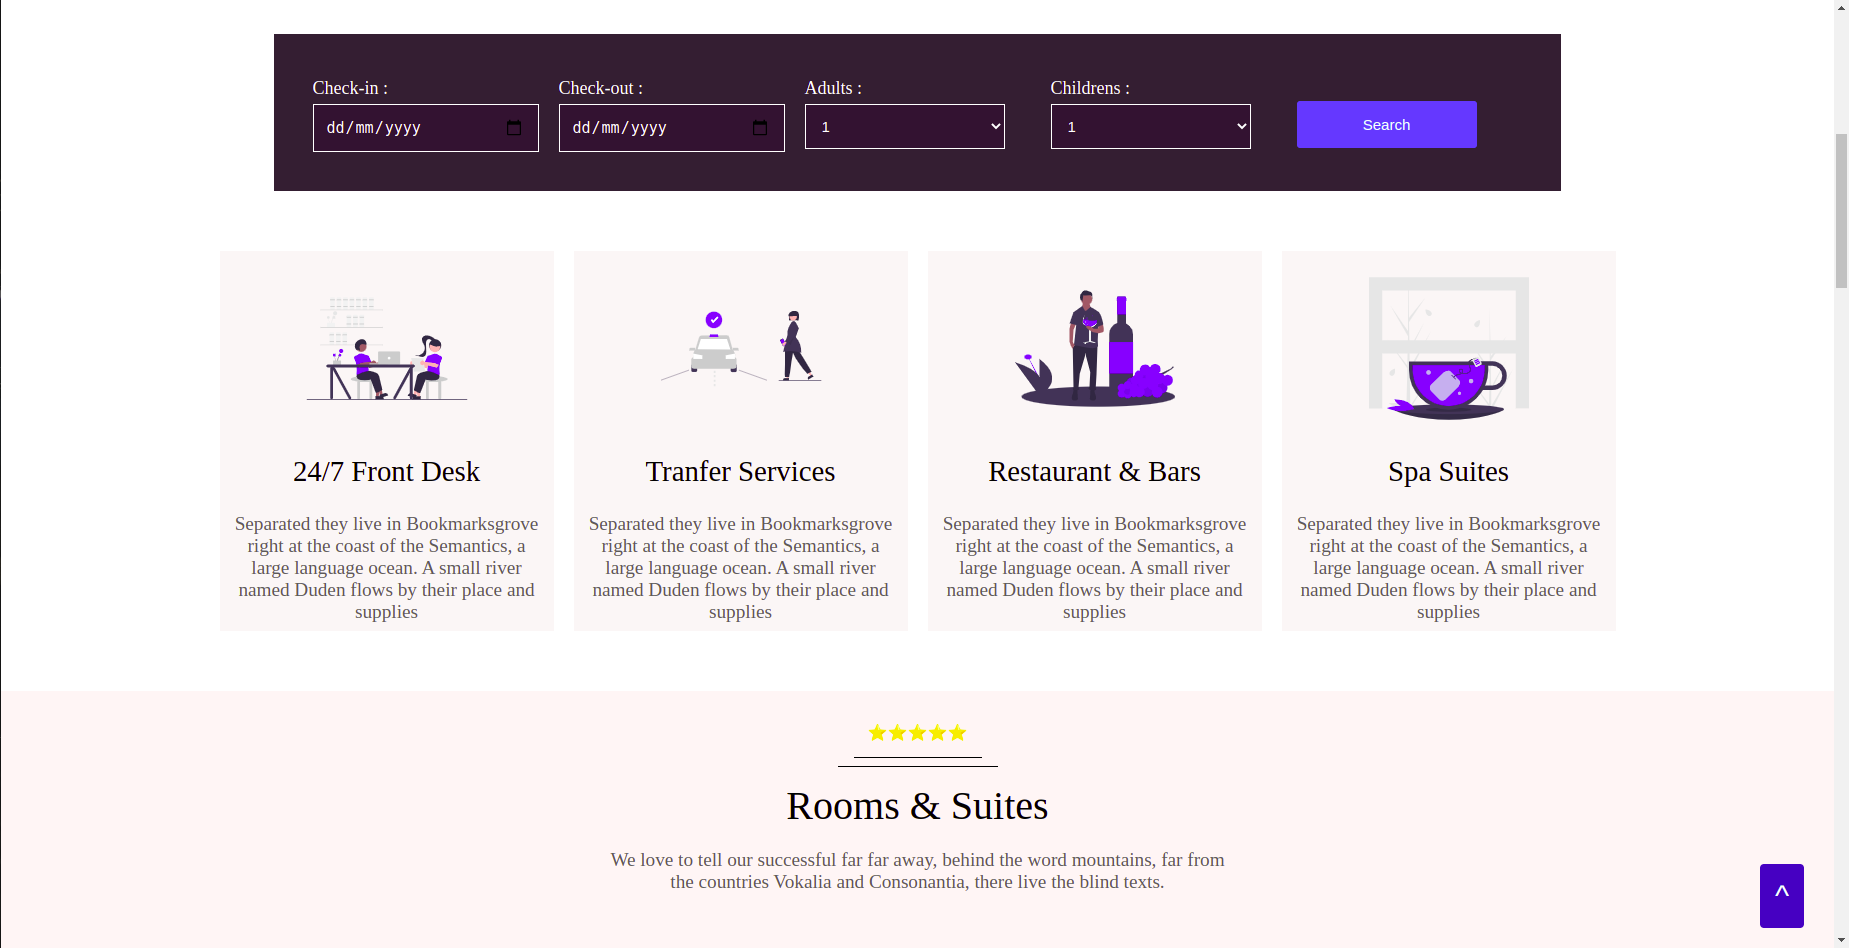 Check-in :
Check-out :
Adults :
Childrens :
dd/mm/yyyy
dd/mm/yyyy
1
1
Search
24/7 Front Desk
Separated they live in Bookmarksgrove
right at the coast of the Semantics, a
large language ocean. A small river
named Duden flows by their place and
supplies
Tranfer Services
Separated they live in Bookmarksgrove
right at the coast of the Semantics, a
large language ocean. A small river
named Duden flows by their place and
supplies
Restaurant & Bars
Separated they live in Bookmarksgrove
right at the coast of the Semantics, a
large language ocean. A small river
named Duden flows by their place and
supplies
Spa Suites
Separated they live in Bookmarksgrove
right at the coast of the Semantics, a
large language ocean. A small river
named Duden flows by their place and
supplies
Rooms & Suites
We love to tell our successful far far away, behind the word mountains, far from
the countries Vokalia and Consonantia, there live the blind texts.
^